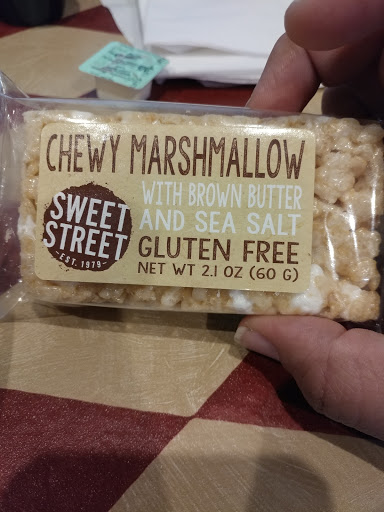 CHEWY MARSHMALLOW
WITH BROWN BUTTER
AND SEA SALT
SWEET
STREET
EST. 1979
GLUTEN FREE
NET WT 2.1 OZ (60 G)